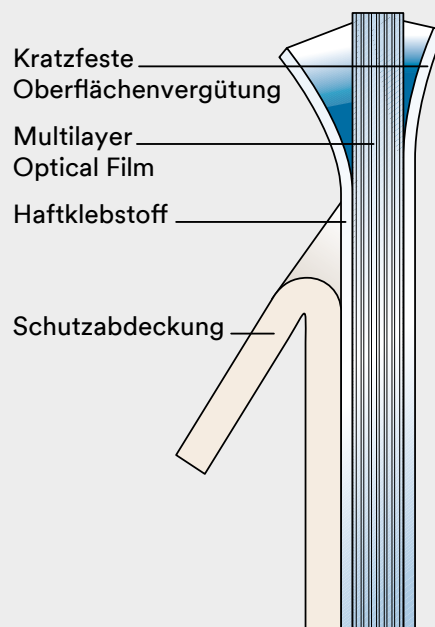 Kratzfeste
Oberflächenvergütung
Multilayer
Optical Film
Haftklebstoff
Schutzabdeckung